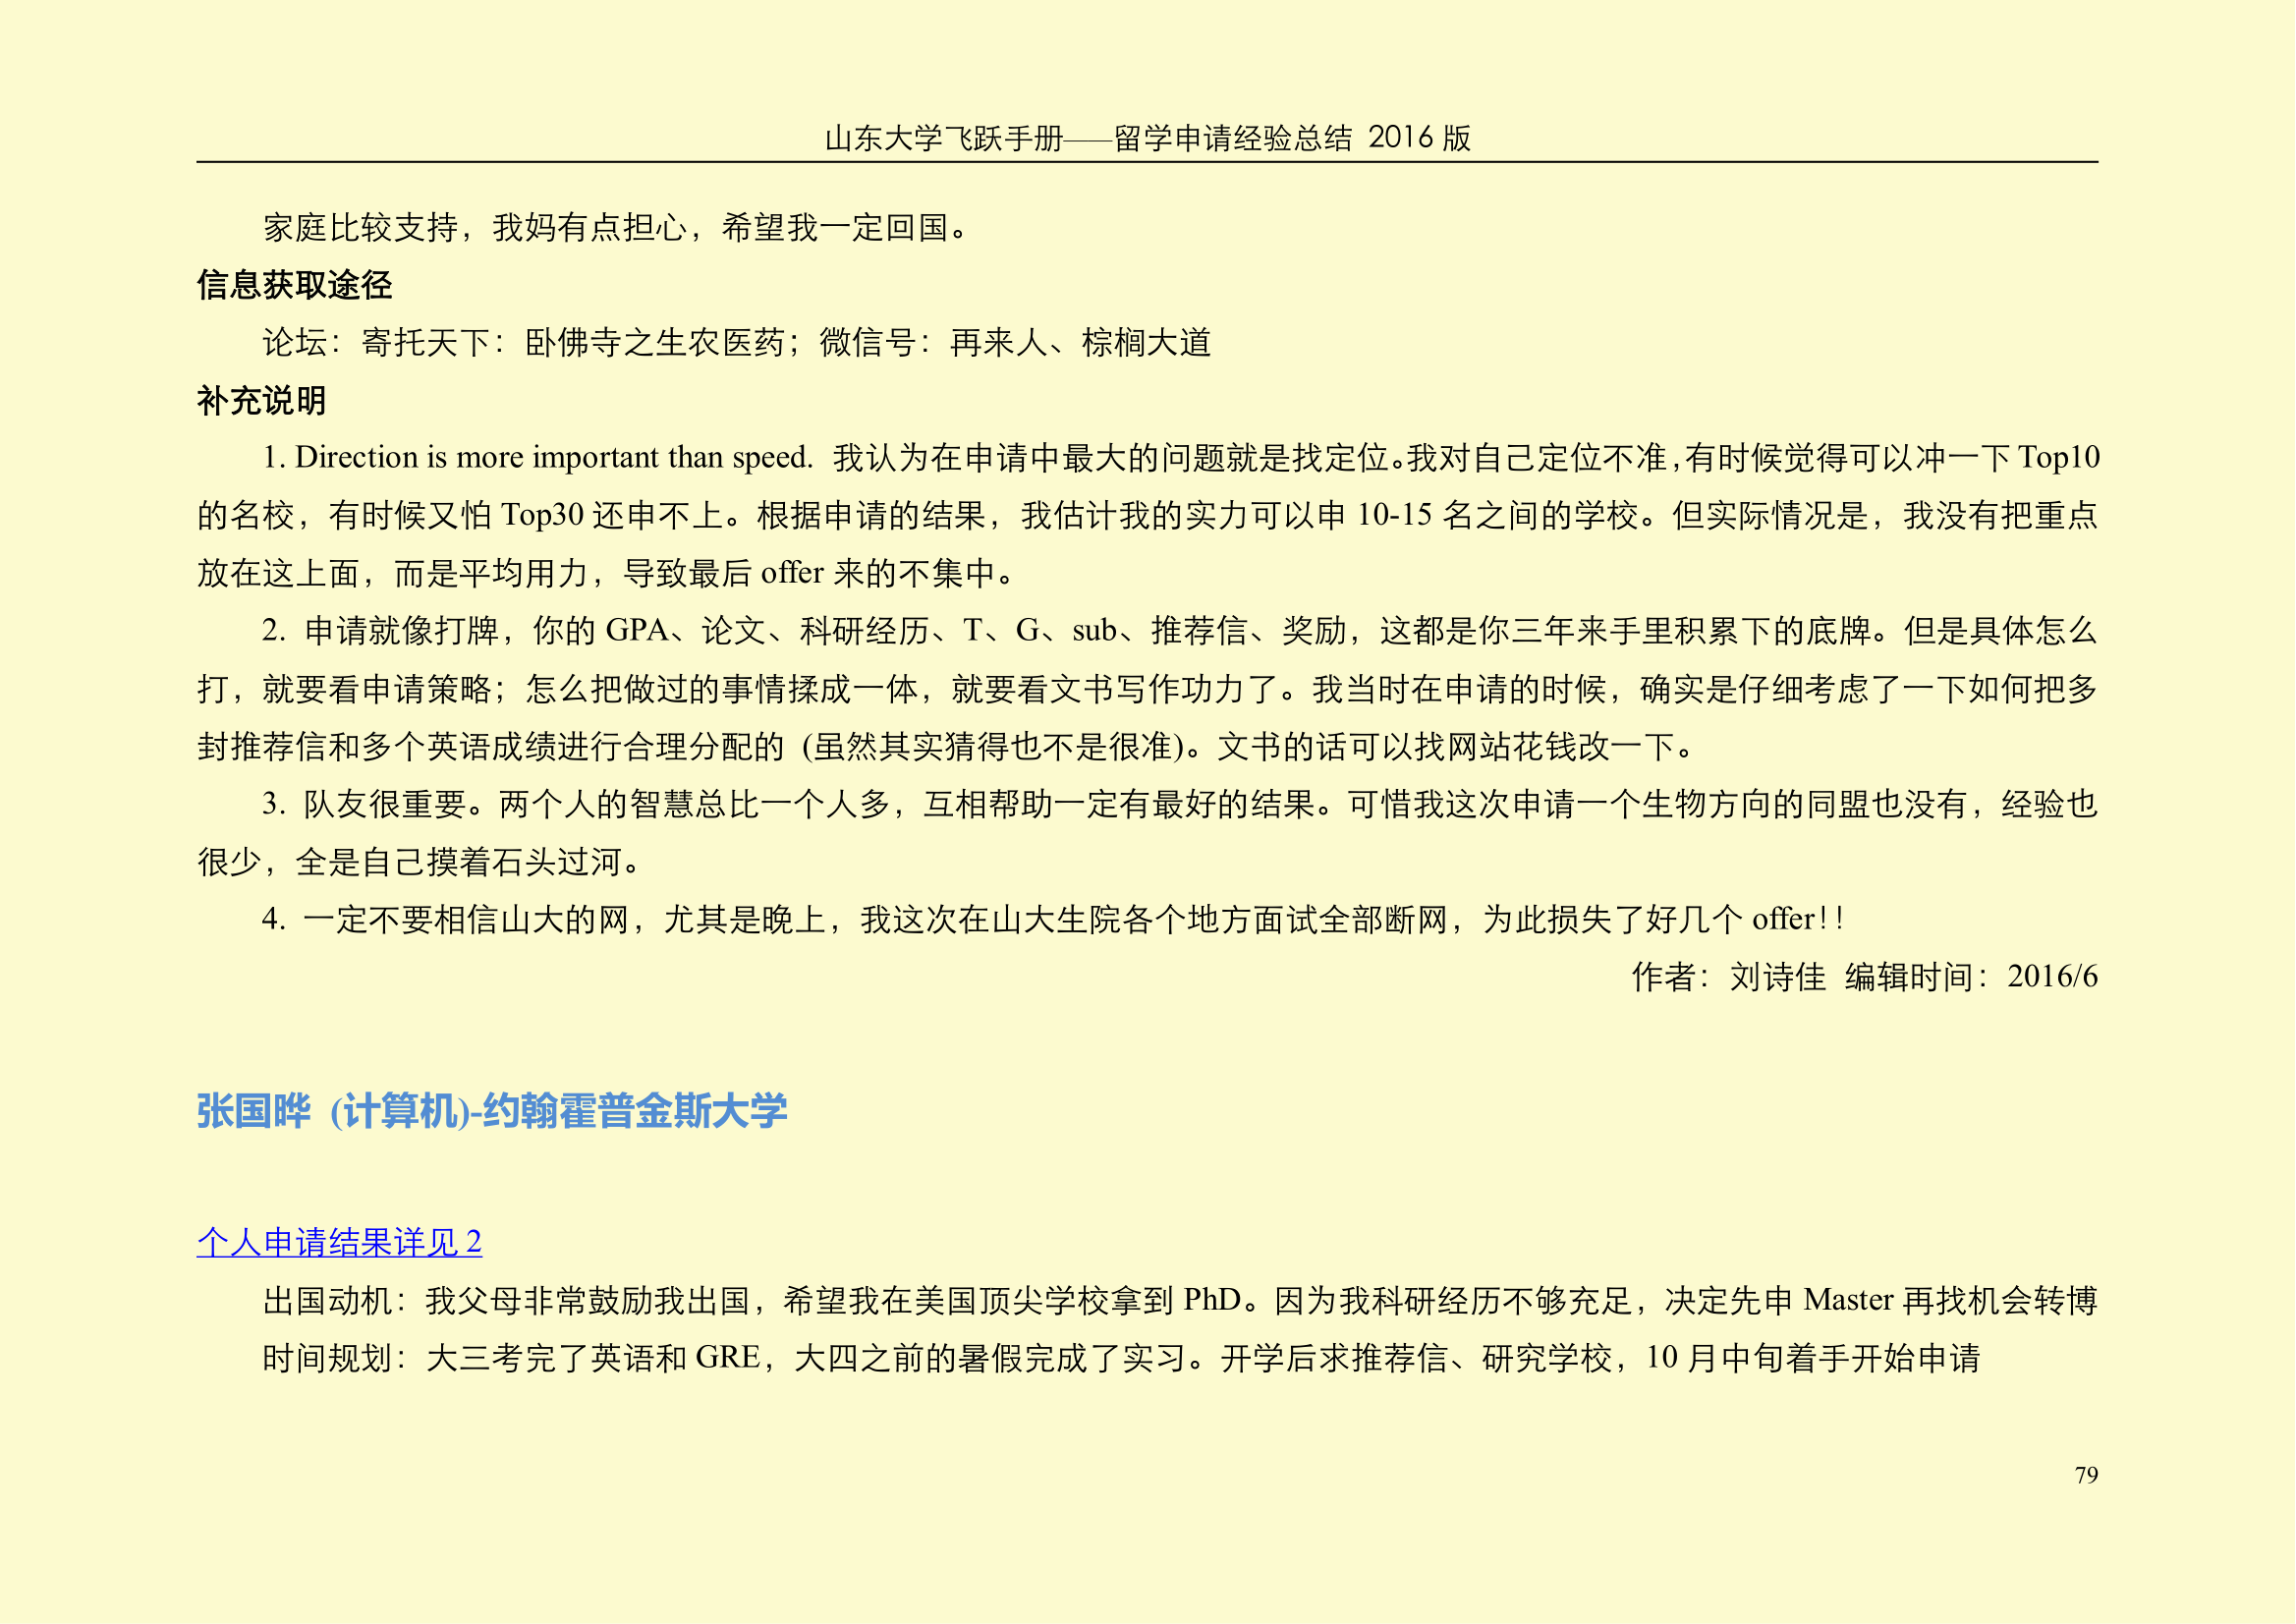 山东大学飞跃手册——留学申请经验总结 2016 版
家庭比较支持，我妈有点担心，希望我一定回国。
信息获取途径
论坛：寄托天下：卧佛寺之生农医药；微信号：再来人、棕榈大道
补充说明
1. Direction is more important than speed. 我认为在申请中最大的问题就是找定位。我对自己定位不准，有时候觉得可以冲一下 Top10
的名校，有时候又怕 Top30 还申不上。根据申请的结果，我估计我的实力可以申 10-15 名之间的学校。但实际情况是，我没有把重点
放在这上面，而是平均用力，导致最后 offer 来的不集中。
2. 申请就像打牌，你的 GPA、论文、科研经历、T、G、sub、推荐信、奖励，这都是你三年来手里积累下的底牌。但是具体怎么
打，就要看申请策略；怎么把做过的事情揉成一体，就要看文书写作功力了。我当时在申请的时候，确实是仔细考虑了一下如何把多
封推荐信和多个英语成绩进行合理分配的 (虽然其实猜得也不是很准)。文书的话可以找网站花钱改一下。
3. 队友很重要。两个人的智慧总比一个人多，互相帮助一定有最好的结果。可惜我这次申请一个生物方向的同盟也没有，经验也
很少，全是自己摸着石头过河。
4. 一定不要相信山大的网，尤其是晚上，我这次在山大生院各个地方面试全部断网，为此损失了好几个 offer！！
作者：刘诗佳 编辑时间：2016/6
张国晔 (计算机)-约翰霍普金斯大学
个人申请结果详见 2
出国动机：我父母非常鼓励我出国，希望我在美国顶尖学校拿到 PhD。因为我科研经历不够充足，决定先申 Master 再找机会转博
时间规划：大三考完了英语和 GRE，大四之前的暑假完成了实习。开学后求推荐信、研究学校，10 月中旬着手开始申请
79